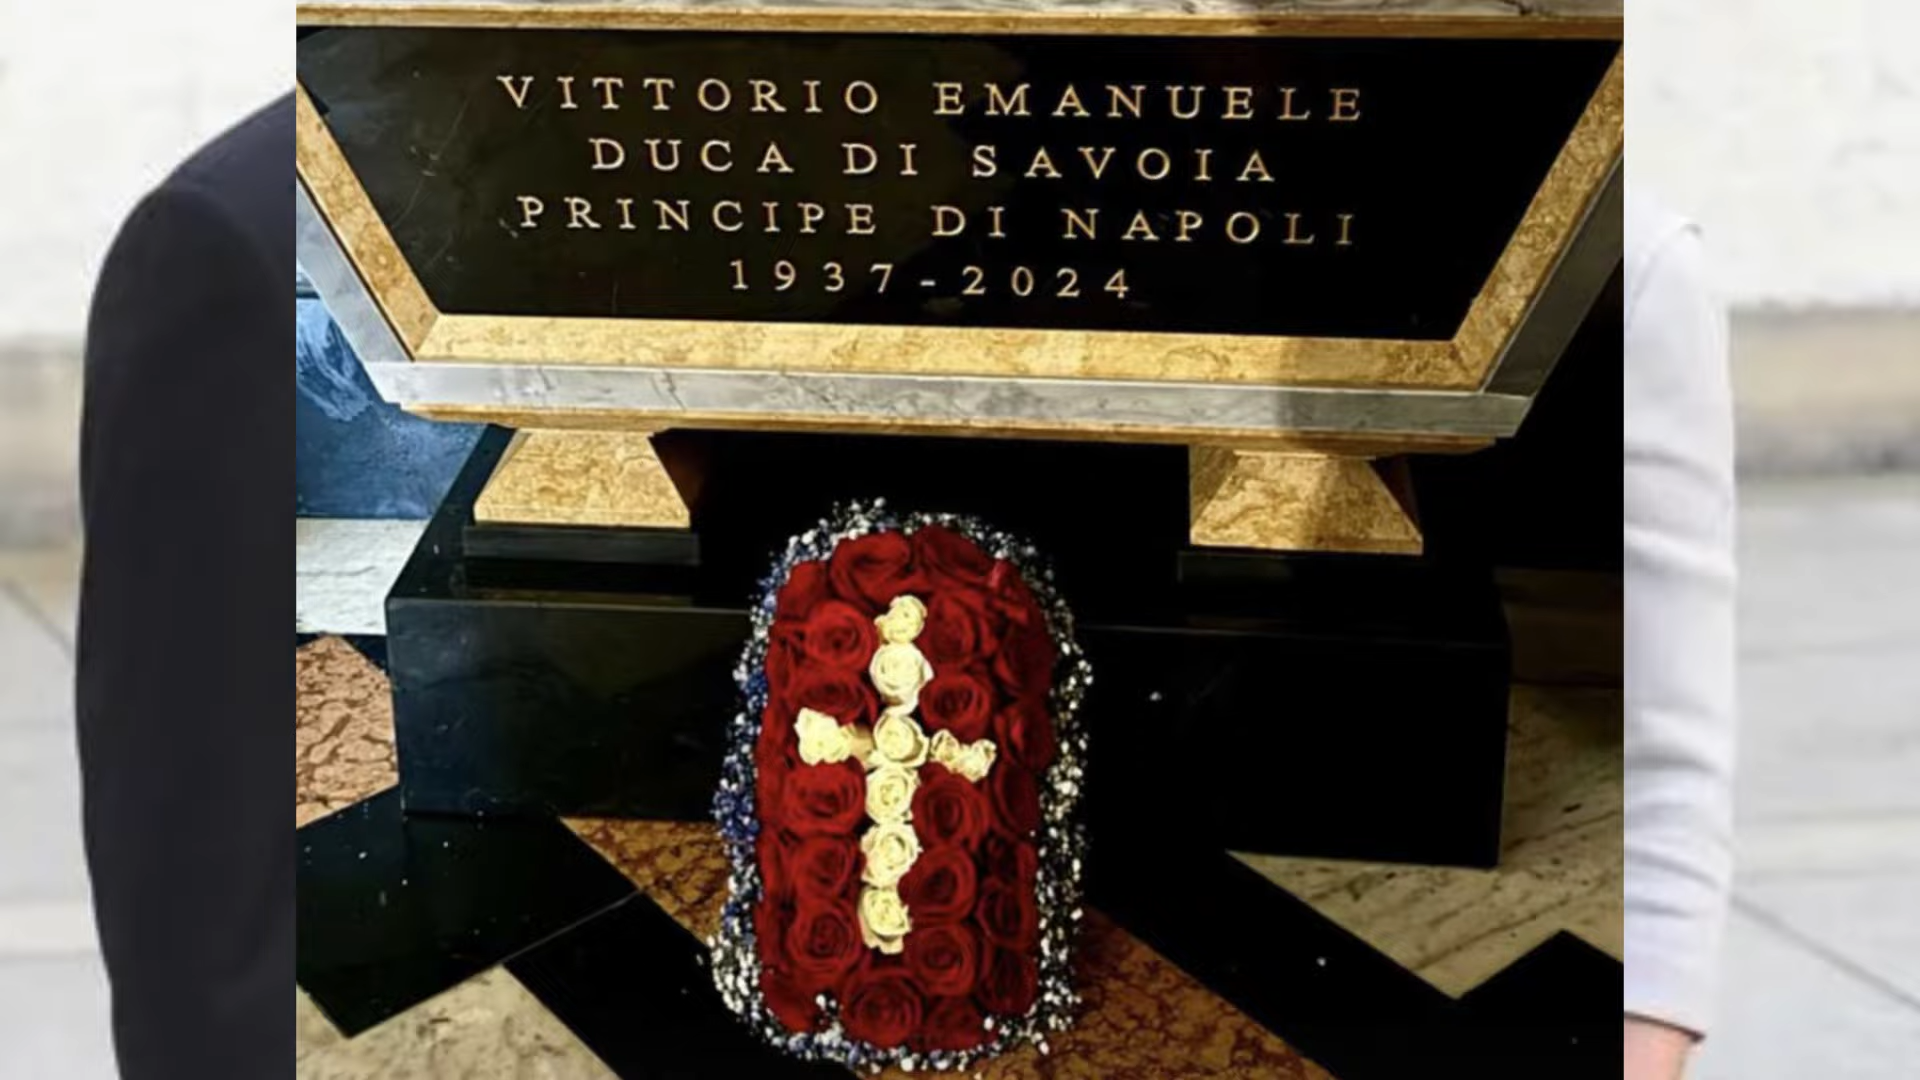 VITTORIO EMANUELE
DUCA DI SAVOIA
PRINCIPE DI NAPOLI
1937-2024